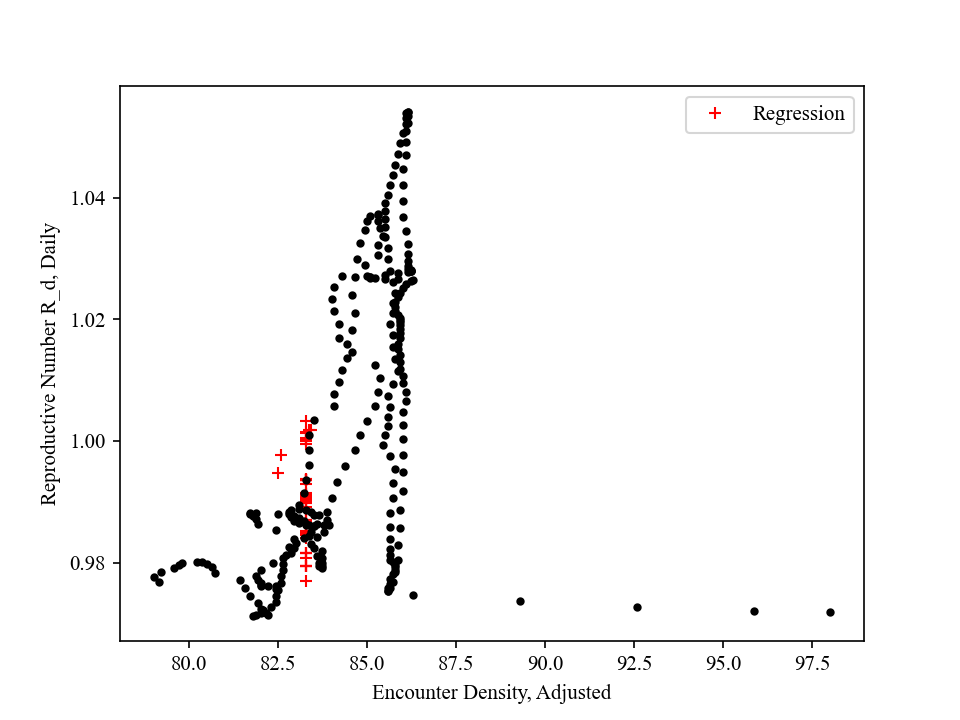 Regression
1.04
1.02
1.00
0.98
Reproductive Number R_d, Daily
80.0 82.5 85.0 87.5 90.0 92.5 95.0 97.5
Encounter Density, Adjusted